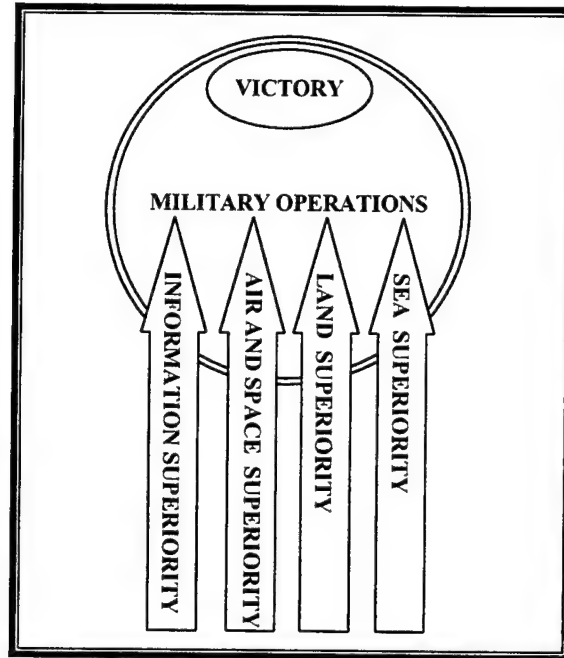 VICTORY
MILITARY OPERATIONS
INFORMATION SUPERIORITY
AIR AND SPACE SUPERIORITY
LAND SUPERIORITY
SEA SUPERIORITY